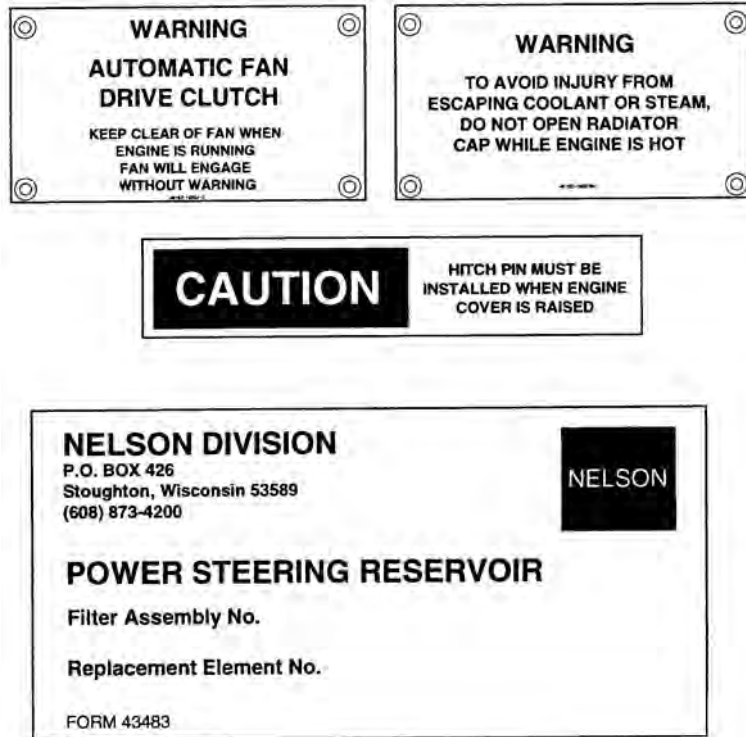 WARNING
AUTOMATIC FAN
DRIVE CLUTCH
KEEP CLEAR OF FAN WHEN
ENGINE IS RUNNING
FAN WILL ENGAGE
WITHOUT WARNING
WARNING
TO AVOID INJURY FROM
ESCAPING COOLANT OR STEAM,
DO NOT OPEN RADIATOR
CAP WHILE ENGINE IS HOT
CAUTION
HITCH PIN MUST BE
INSTALLED WHEN ENGINE
COVER IS RAISED
NELSON DIVISION
P.O. BOX 426
Stoughton, Wisconsin 53589
(608) 873-4200
NELSON
POWER STEERING RESERVOIR
Filter Assembly No.
Replacement Element No.
FORM 43483